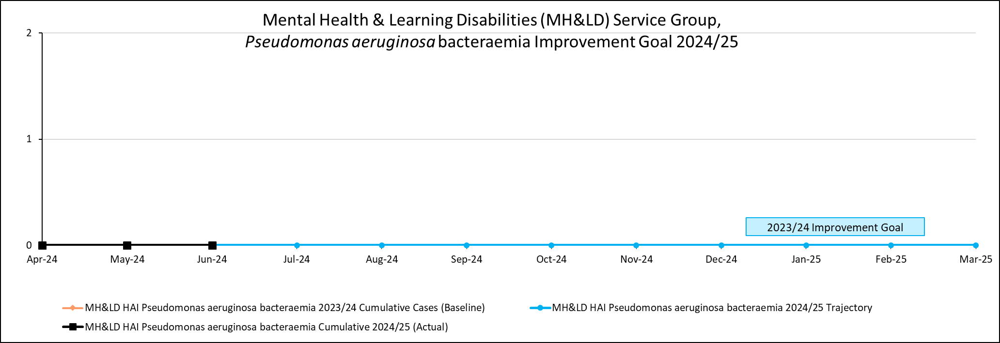 Mental Health & Learning Disabilities (MH&LD) Service Group,
Pseudomonas aeruginosa bacteraemia Improvement Goal 2024/25
2
1
0
2023/24 Improvement Goal
Apr-24 May-24 Jun-24 Jul-24 Aug-24 Sep-24 Oct-24 Nov-24 Dec-24 Jan-25 Feb-25 Mar-25
MH&LD HAI Pseudomonas aeruginosa bacteraemia 2023/24 Cumulative Cases (Baseline)
MH&LD HAI Pseudomonas aeruginosa bacteraemia 2024/25 Trajectory
MH&LD HAI Pseudomonas aeruginosa bacteraemia Cumulative 2024/25 (Actual)